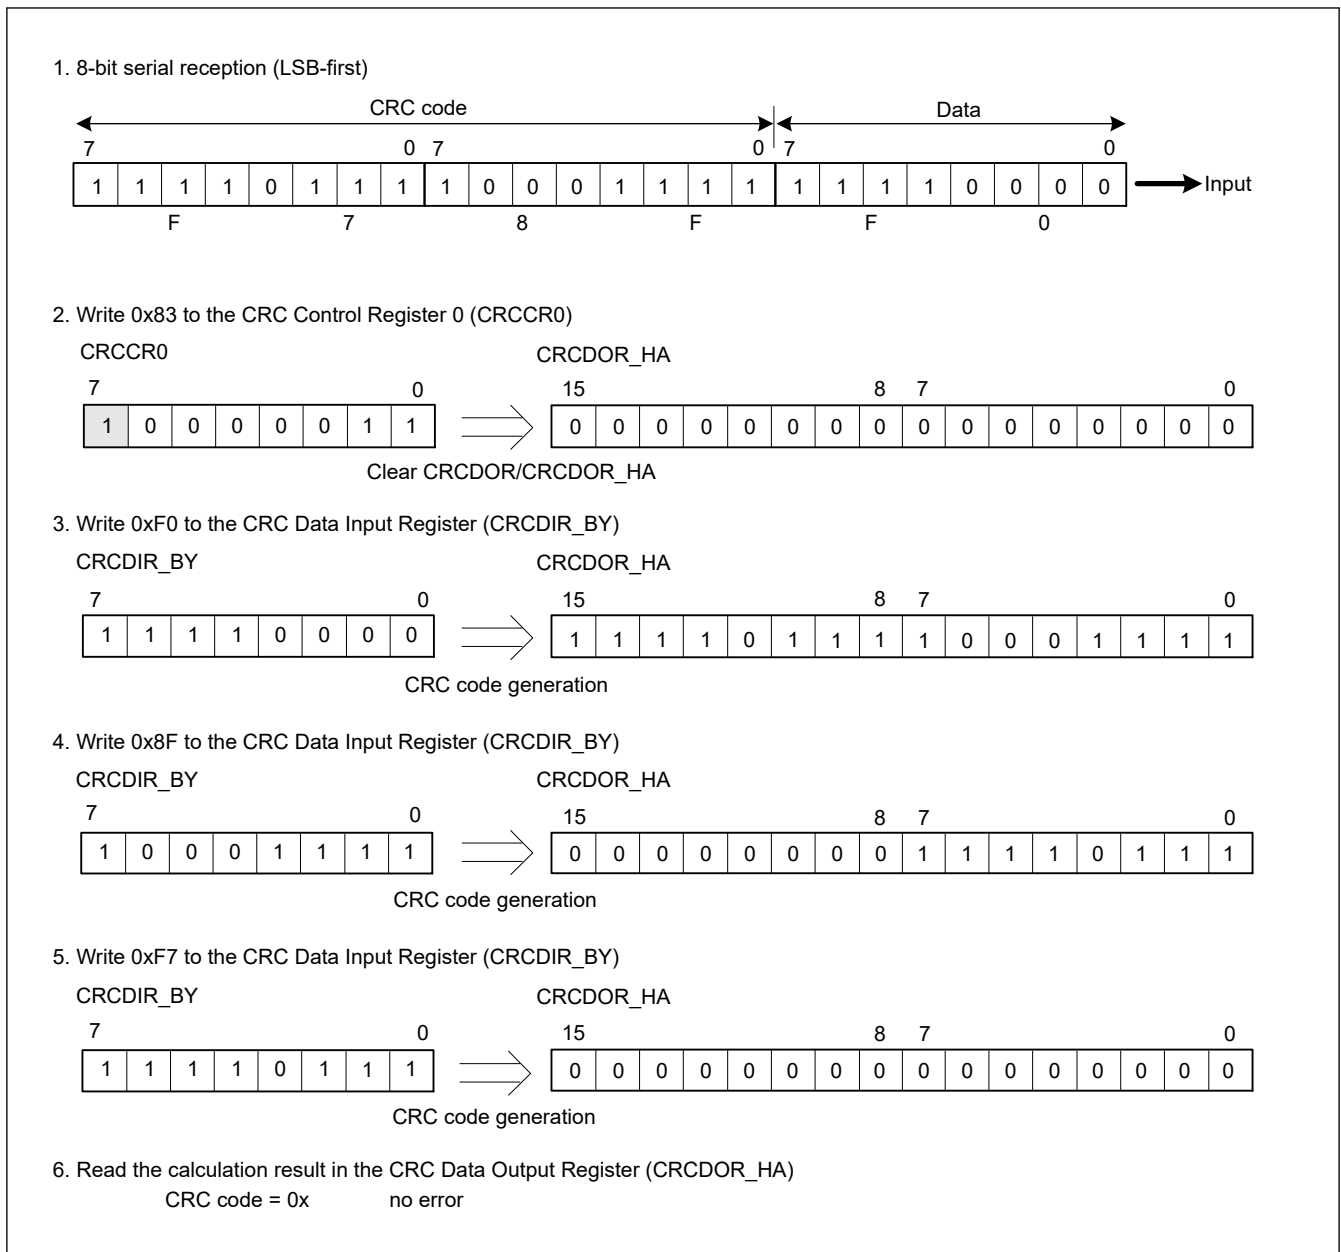 1. 8-bit serial reception (LSB-first)
CRC code Data
7 0 7 0 7 0
1 1 1 1 0 1 1 1 1 0 0 0 1 1 1 1 1 1 1 1 0 0 0 0 Input
F 7 8 F F 0
2. Write 0x83 to the CRC Control Register 0 (CRCCR0)
CRCCR0 CRCDOR_HA
7 0 15 8 7 0
1 0 0 0 0 0 1 1 0 0 0 0 0 0 0 0 0 0 0 0 0 0 0 0
Clear CRCDOR/CRCDOR_HA
3. Write 0xF0 to the CRC Data Input Register (CRCDIR_BY)
CRCDIR_BY CRCDOR_HA
7 0 15 8 7 0
1 1 1 1 0 0 0 0 1 1 1 1 0 1 1 1 1 0 0 0 1 1 1 1
CRC code generation
4. Write 0x8F to the CRC Data Input Register (CRCDIR_BY)
CRCDIR_BY CRCDOR_HA
7 0 15 8 7 0
1 0 0 0 1 1 1 1 0 0 0 0 0 0 0 0 1 1 1 1 0 1 1 1
CRC code generation
5. Write 0xF7 to the CRC Data Input Register (CRCDIR_BY)
CRCDIR_BY CRCDOR_HA
7 0 15 8 7 0
1 1 1 1 0 1 1 1 0 0 0 0 0 0 0 0 0 0 0 0 0 0 0 0
CRC code generation
6. Read the calculation result in the CRC Data Output Register (CRCDOR_HA)
CRC code = 0x no error